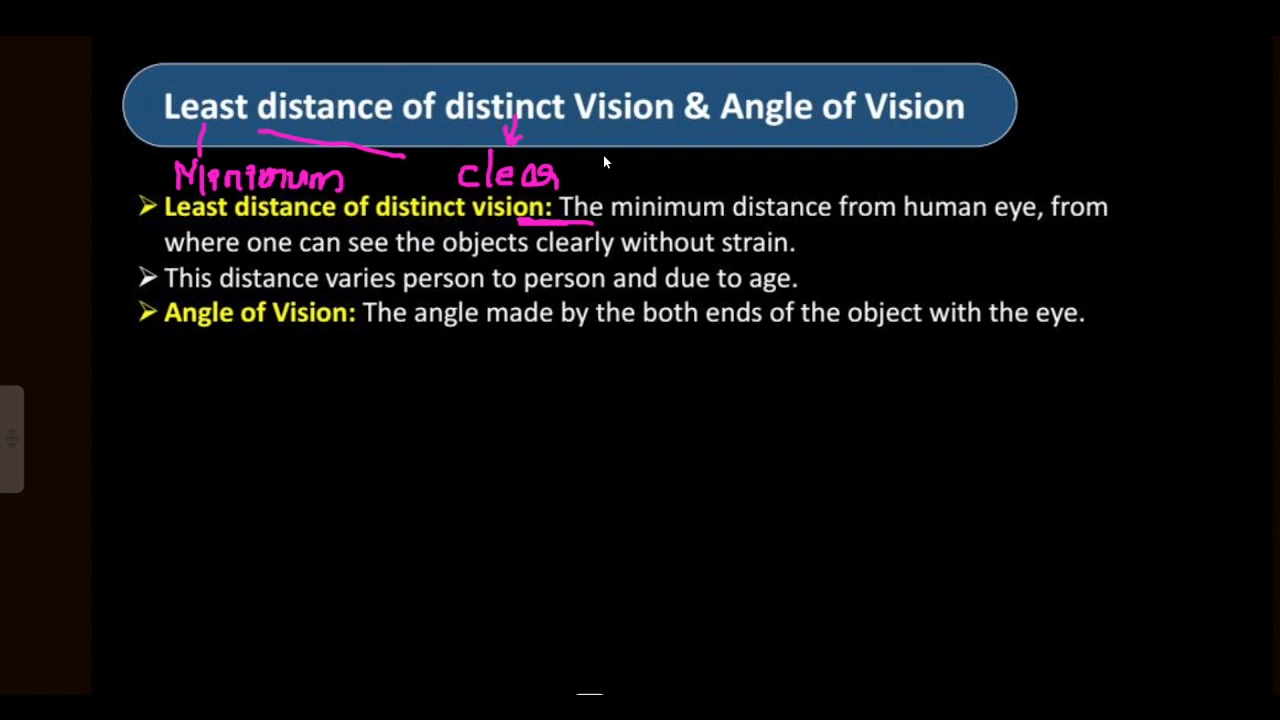 Least distance of distinct Vision & Angle of Vision
Minimum clear
➢ Least distance of distinct vision: The minimum distance from human eye, from
where one can see the objects clearly without strain.
➢ This distance varies person to person and due to age.
➢ Angle of Vision: The angle made by the both ends of the object with the eye.